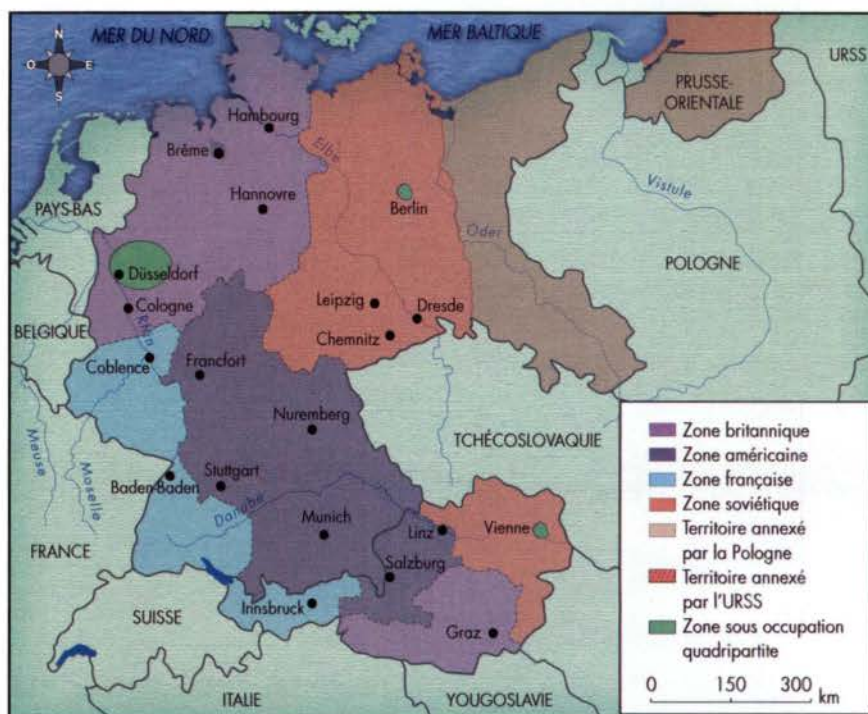 MER DU NORD
MER BALTIQUE
URSS
N
O
E
S
PRUSSE-
ORIENTALE
Hambourg
Brême
Elbe
Hannovre
Berlin
Vistule
PAYS-BAS
Oder
POLOGNE
Düsseldorf
Cologne
Rhin
Leipzig
Dresde
Chemnitz
BELGIQUE
Coblence
Francfort
Nuremberg
TCHÉCOSLOVAQUIE
Meuse
Moselle
Baden-Baden
Stuttgart
Danube
Munich
Linz
Vienne
FRANCE
Salzburg
Innsbruck
SUISSE
Graz
ITALIE
YOUGOSLAVIE
Zone britannique
Zone américaine
Zone française
Zone soviétique
Territoire annexé
par la Pologne
Territoire annexé
par l'URSS
Zone sous occupation
quadripartite
0 150 300
km